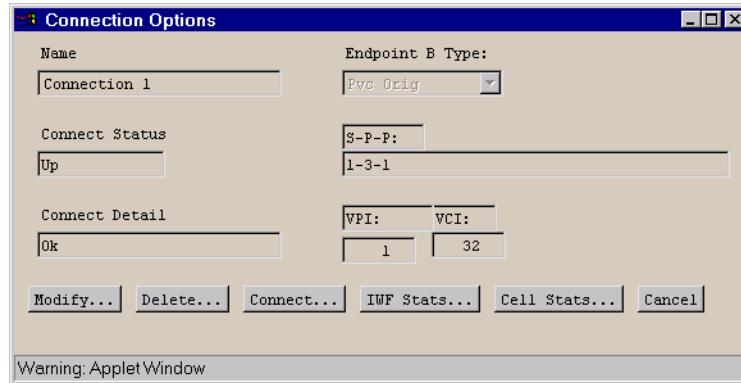 Connection Options
Name
Endpoint B Type:
Connection 1
Pvc Orig
Connect Status
S-P-P:
Up
1-3-1
Connect Detail
VPI: VCI:
Ok
1 32
Modify... Delete... Connect... IWF Stats... Cell Stats... Cancel
Warning: Applet Window